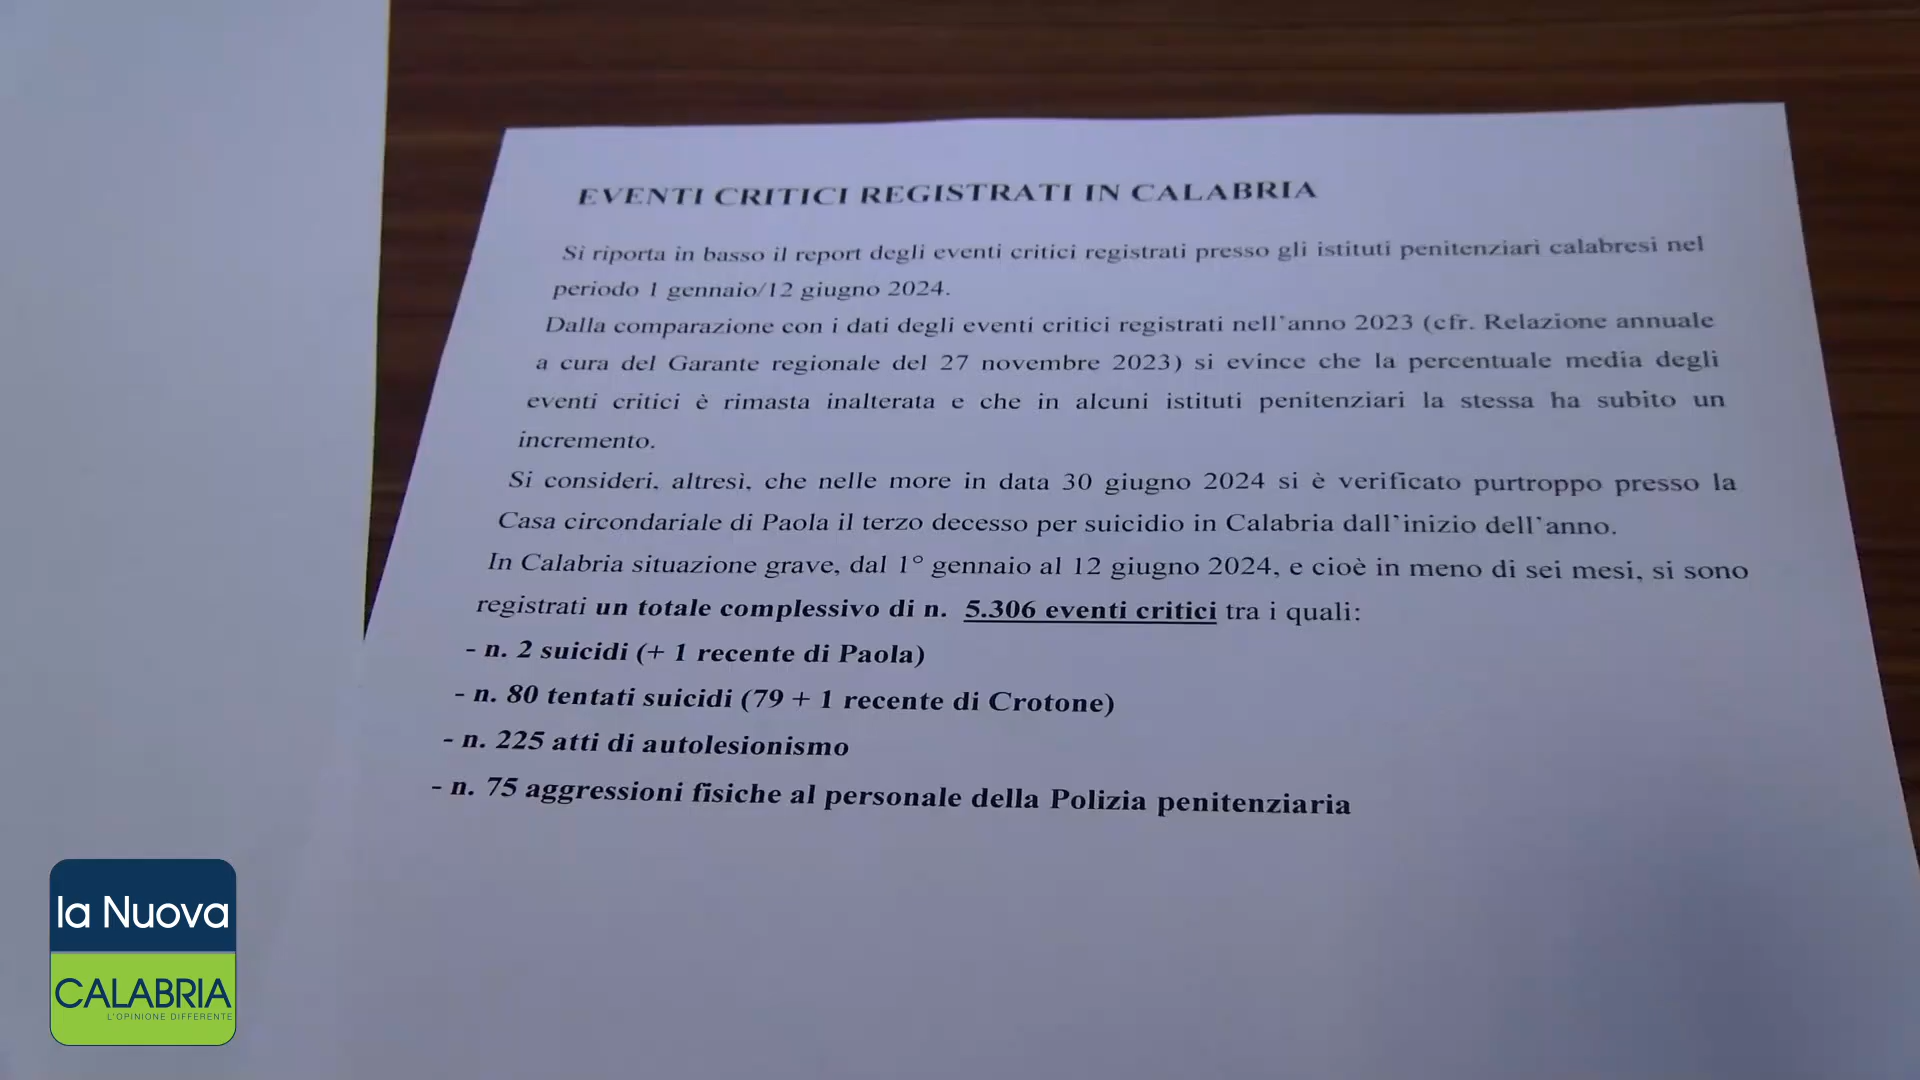 EVENTI CRITICI REGISTRATI IN CALABRIA
Si riporta in basso il report degli eventi critici registrati presso gli istituti penitenziari calabresi nel
periodo 1 gennaio/12 giugno 2024.
Dalla comparazione con i dati degli eventi critici registrati nell'anno 2023 (cfr. Relazione annuale
a cura del Garante regionale del 27 novembre 2023) si evince che la percentuale media degli
eventi critici è rimasta inalterata e che in alcuni istituti penitenziari la stessa ha subito un
incremento.
Si consideri, altresì, che nelle more in data 30 giugno 2024 si è verificato purtroppo presso la
Casa circondariale di Paola il terzo decesso per suicidio in Calabria dall'inizio dell'anno.
In Calabria situazione grave, dal 1° gennaio al 12 giugno 2024, e cioè in meno di sei mesi, si sono
registrati un totale complessivo di n. 5.306 eventi critici tra i quali:
- n. 2 suicidi (+ 1 recente di Paola)
- n. 80 tentati suicidi (79 + 1 recente di Crotone)
- n. 225 atti di autolesionismo
- n. 75 aggressioni fisiche al personale della Polizia penitenziaria
la Nuova
CALABRIA
L'OPINIONE DIFFERENTE